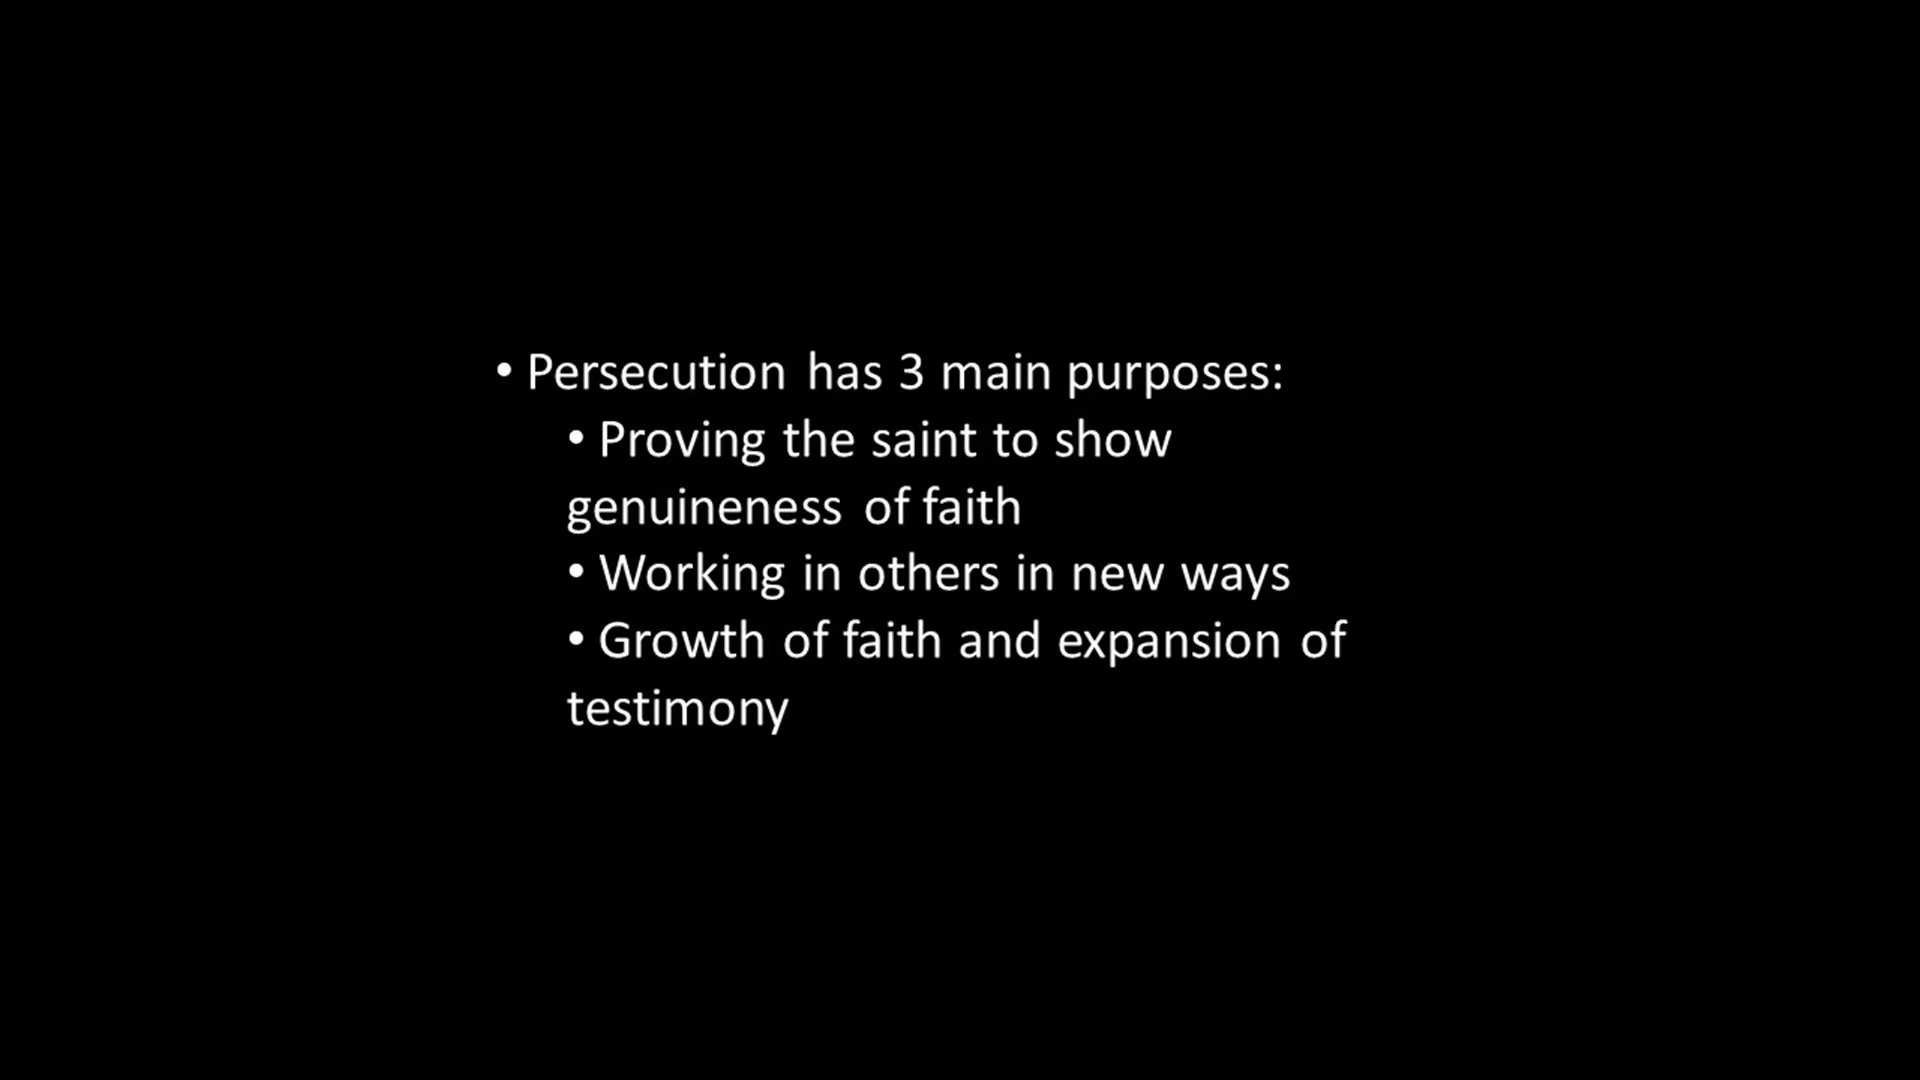 • Persecution has 3 main purposes:
• Proving the saint to show
genuineness of faith
• Working in others in new ways
• Growth of faith and expansion of
testimony